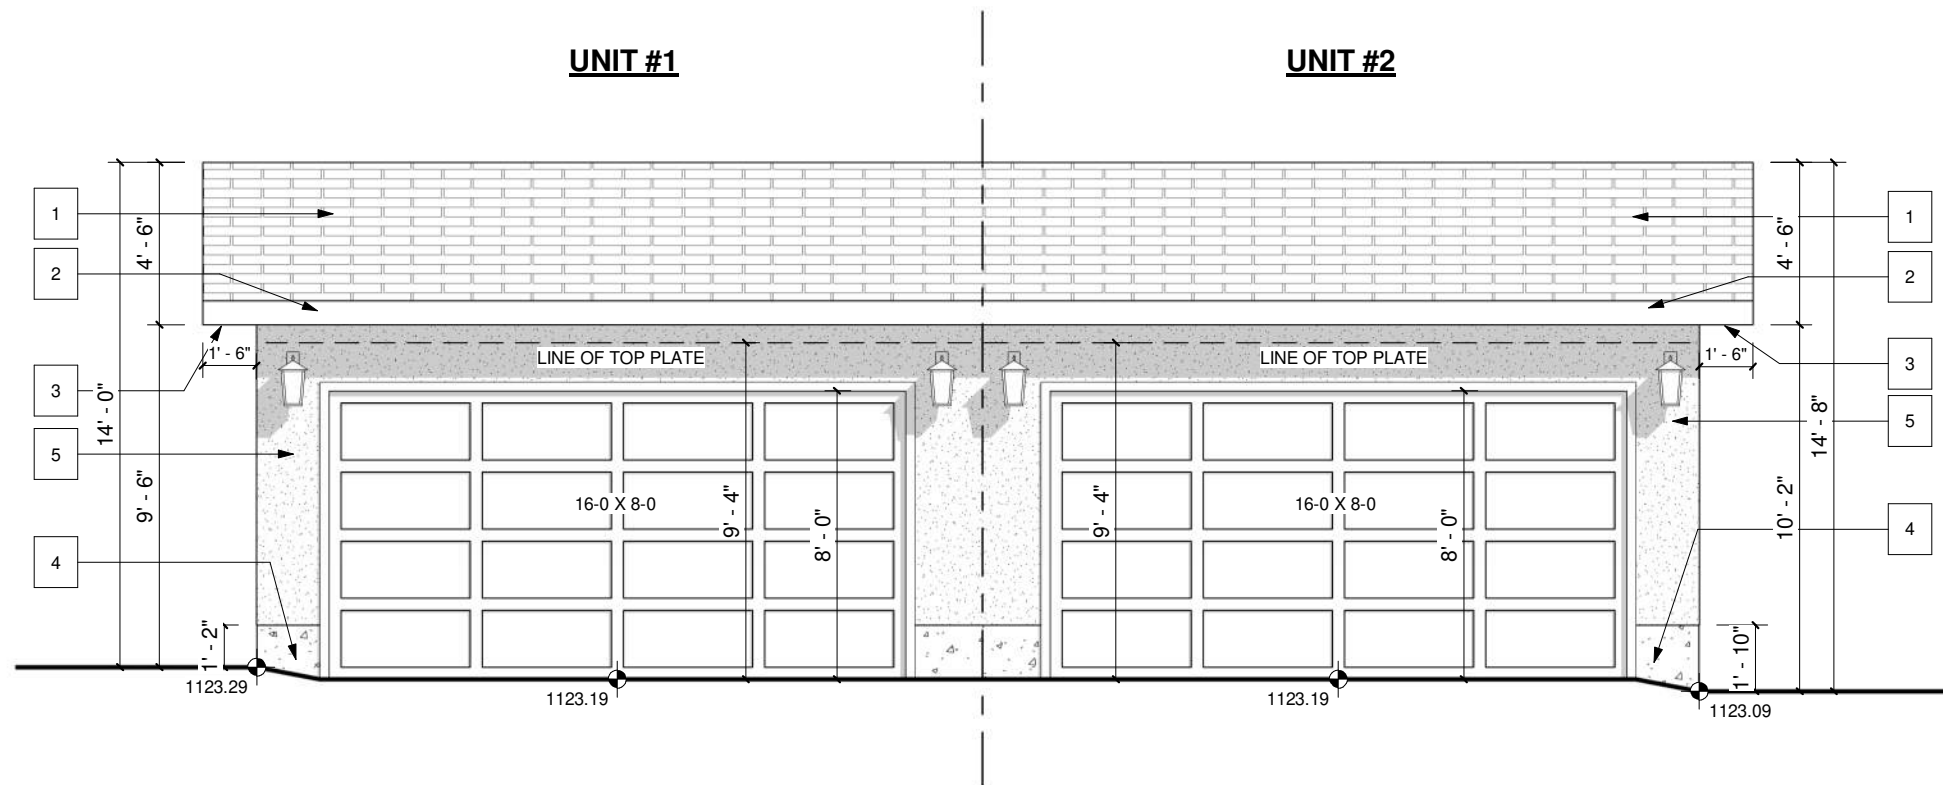 UNIT #1
UNIT #2
1
2
3
5
4
4' - 6"
14' - 0"
9' - 6"
1' - 6"
1' - 2"
LINE OF TOP PLATE
LINE OF TOP PLATE
16-0 X 8-0
9' - 4"
8' - 0"
9' - 4"
16-0 X 8-0
8' - 0"
1
2
3
5
4
4' - 6"
1' - 6"
14' - 8"
10' - 2"
1' - 10"
1123.29
1123.19
1123.19
1123.09